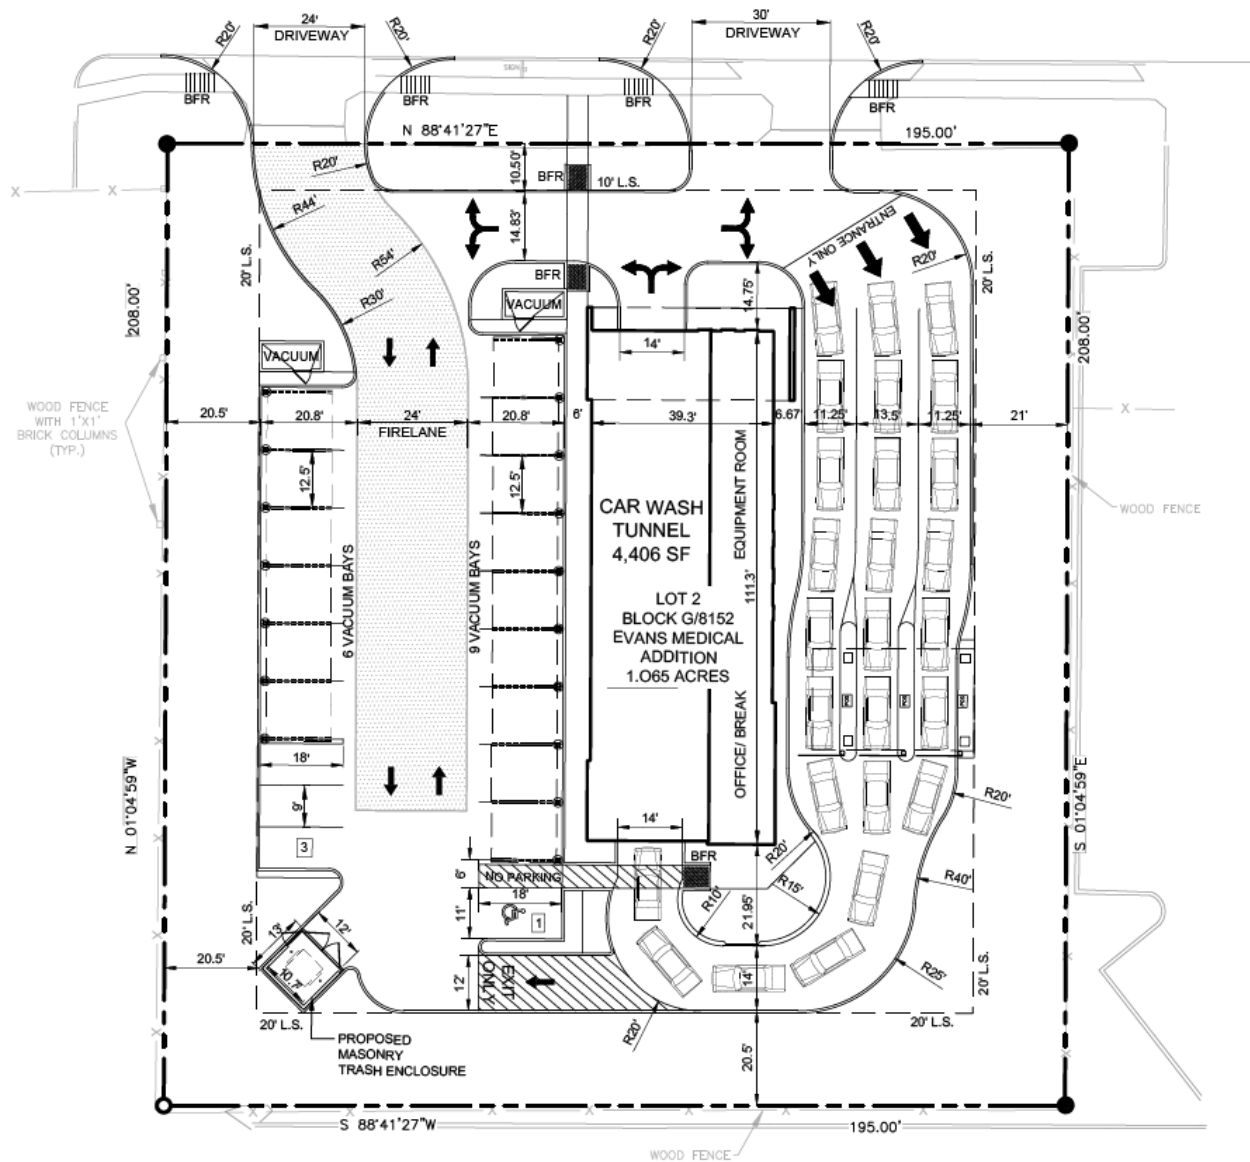 24'
DRIVEWAY
30'
DRIVEWAY
R20'
R20'
R20'
R20'
SIGN
BFR
BFR
BFR
BFR
N 88°41'27"E
195.00'
R20'
10.50'
BFR
10' L.S.
R44'
14.83'
ENTRANCE ONLY
R54'
R20'
20' L.S.
20' L.S.
BFR
R30'
VACUUM
14.75'
208.00'
208.00'
VACUUM
14'
WOOD FENCE
WITH 1'X1'
BRICK COLUMNS
(TYP.)
20.5'
20.8'
24'
FIRELANE
20.8'
6'
39.3'
6.67'
11.25'
13.5'
11.25'
21'
12.5'
12.5'
EQUIPMENT ROOM
WOOD FENCE
CAR WASH
TUNNEL
4,406 SF
6 VACUUM BAYS
9 VACUUM BAYS
111.3'
LOT 2
BLOCK G/8152
EVANS MEDICAL
ADDITION
1.O65 ACRES
OFFICE/ BREAK
POS
POS
POS
18'
N 01°04'59"W
S 01°04'59"E
9'
3
14'
R20'
R20'
BFR
6'
NO PARKING
18'
R40'
R15'
R10'
11'
1
21.95'
20' L.S.
13'
12'
20.5'
10.7'
12'
EXIT
ONLY
14'
R25'
20' L.S.
20' L.S.
R20'
20' L.S.
PROPOSED
MASONRY
TRASH ENCLOSURE
20.5'
S 88°41'27"W
195.00'
WOOD FENCE